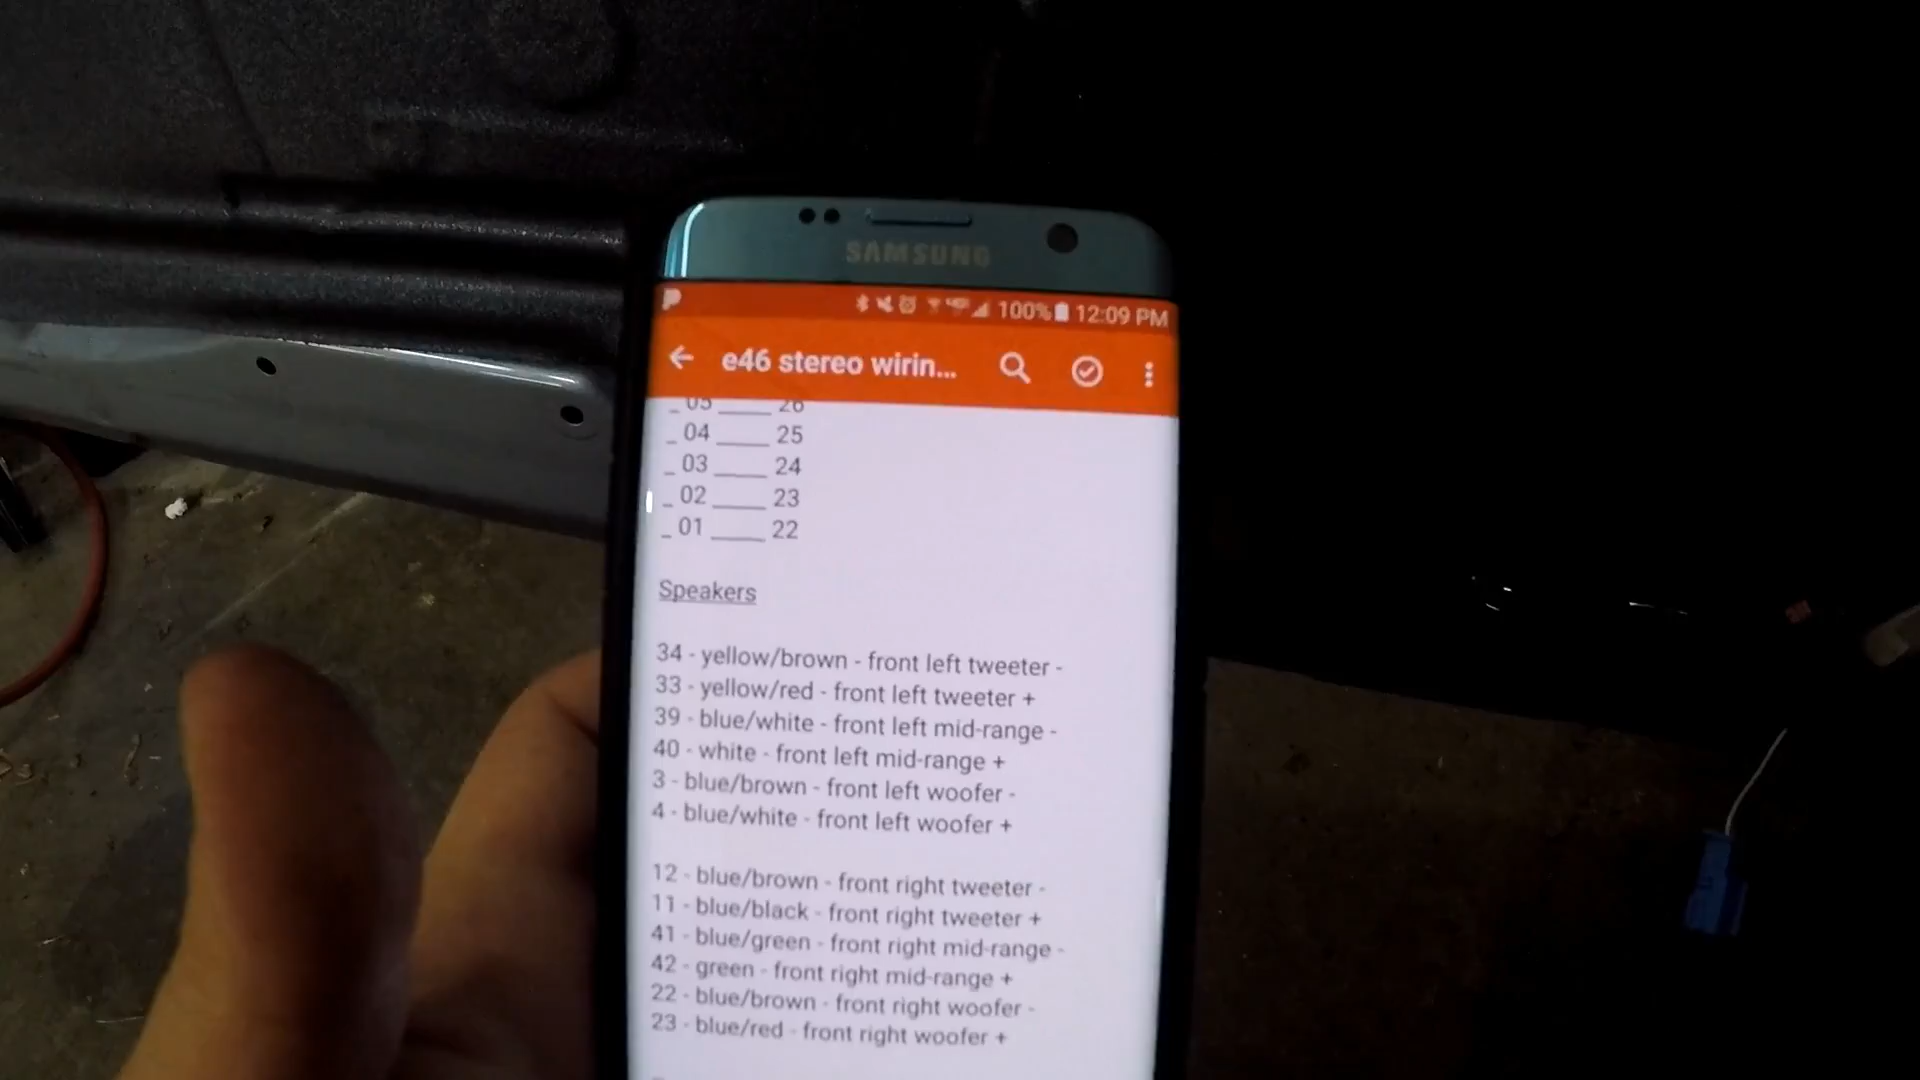 SAMSUNG
100% 12:09 PM
e46 stereo wirin...
_ 05 ____ 26
_ 04 ____ 25
_ 03 ____ 24
_ 02 ____ 23
_ 01 ____ 22
Speakers
34 - yellow/brown - front left tweeter -
33 - yellow/red - front left tweeter +
39 - blue/white - front left mid-range -
40 - white - front left mid-range +
3 - blue/brown - front left woofer -
4 - blue/white - front left woofer +
12 - blue/brown - front right tweeter -
11 - blue/black - front right tweeter +
41 - blue/green - front right mid-range -
42 - green - front right mid-range +
22 - blue/brown - front right woofer -
23 - blue/red - front right woofer +